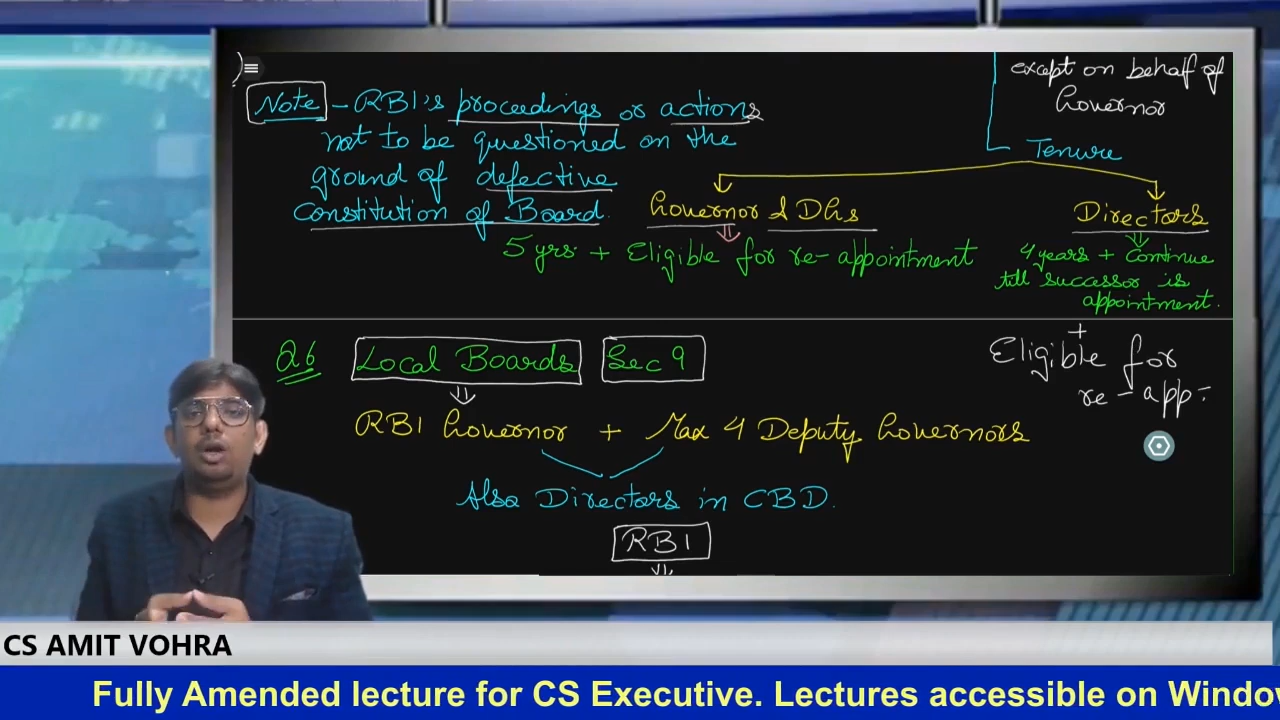 except on behalf of
Governor
Note - RBI's proceedings or actions
not to be questioned on the
ground of defective
Constitution of Board.
Tenure
Governor & DGs
5 yrs + Eligible for re-appointment
Directors
4 years + Continue
till successor is
appointment.
+
Eligible for
re-app:
Q6 Local Boards Sec 9
RBI Governor + Max 4 Deputy Governors
Also Directors in CBD.
RBI
CS AMIT VOHRA
Fully Amended lecture for CS Executive. Lectures accessible on Windo